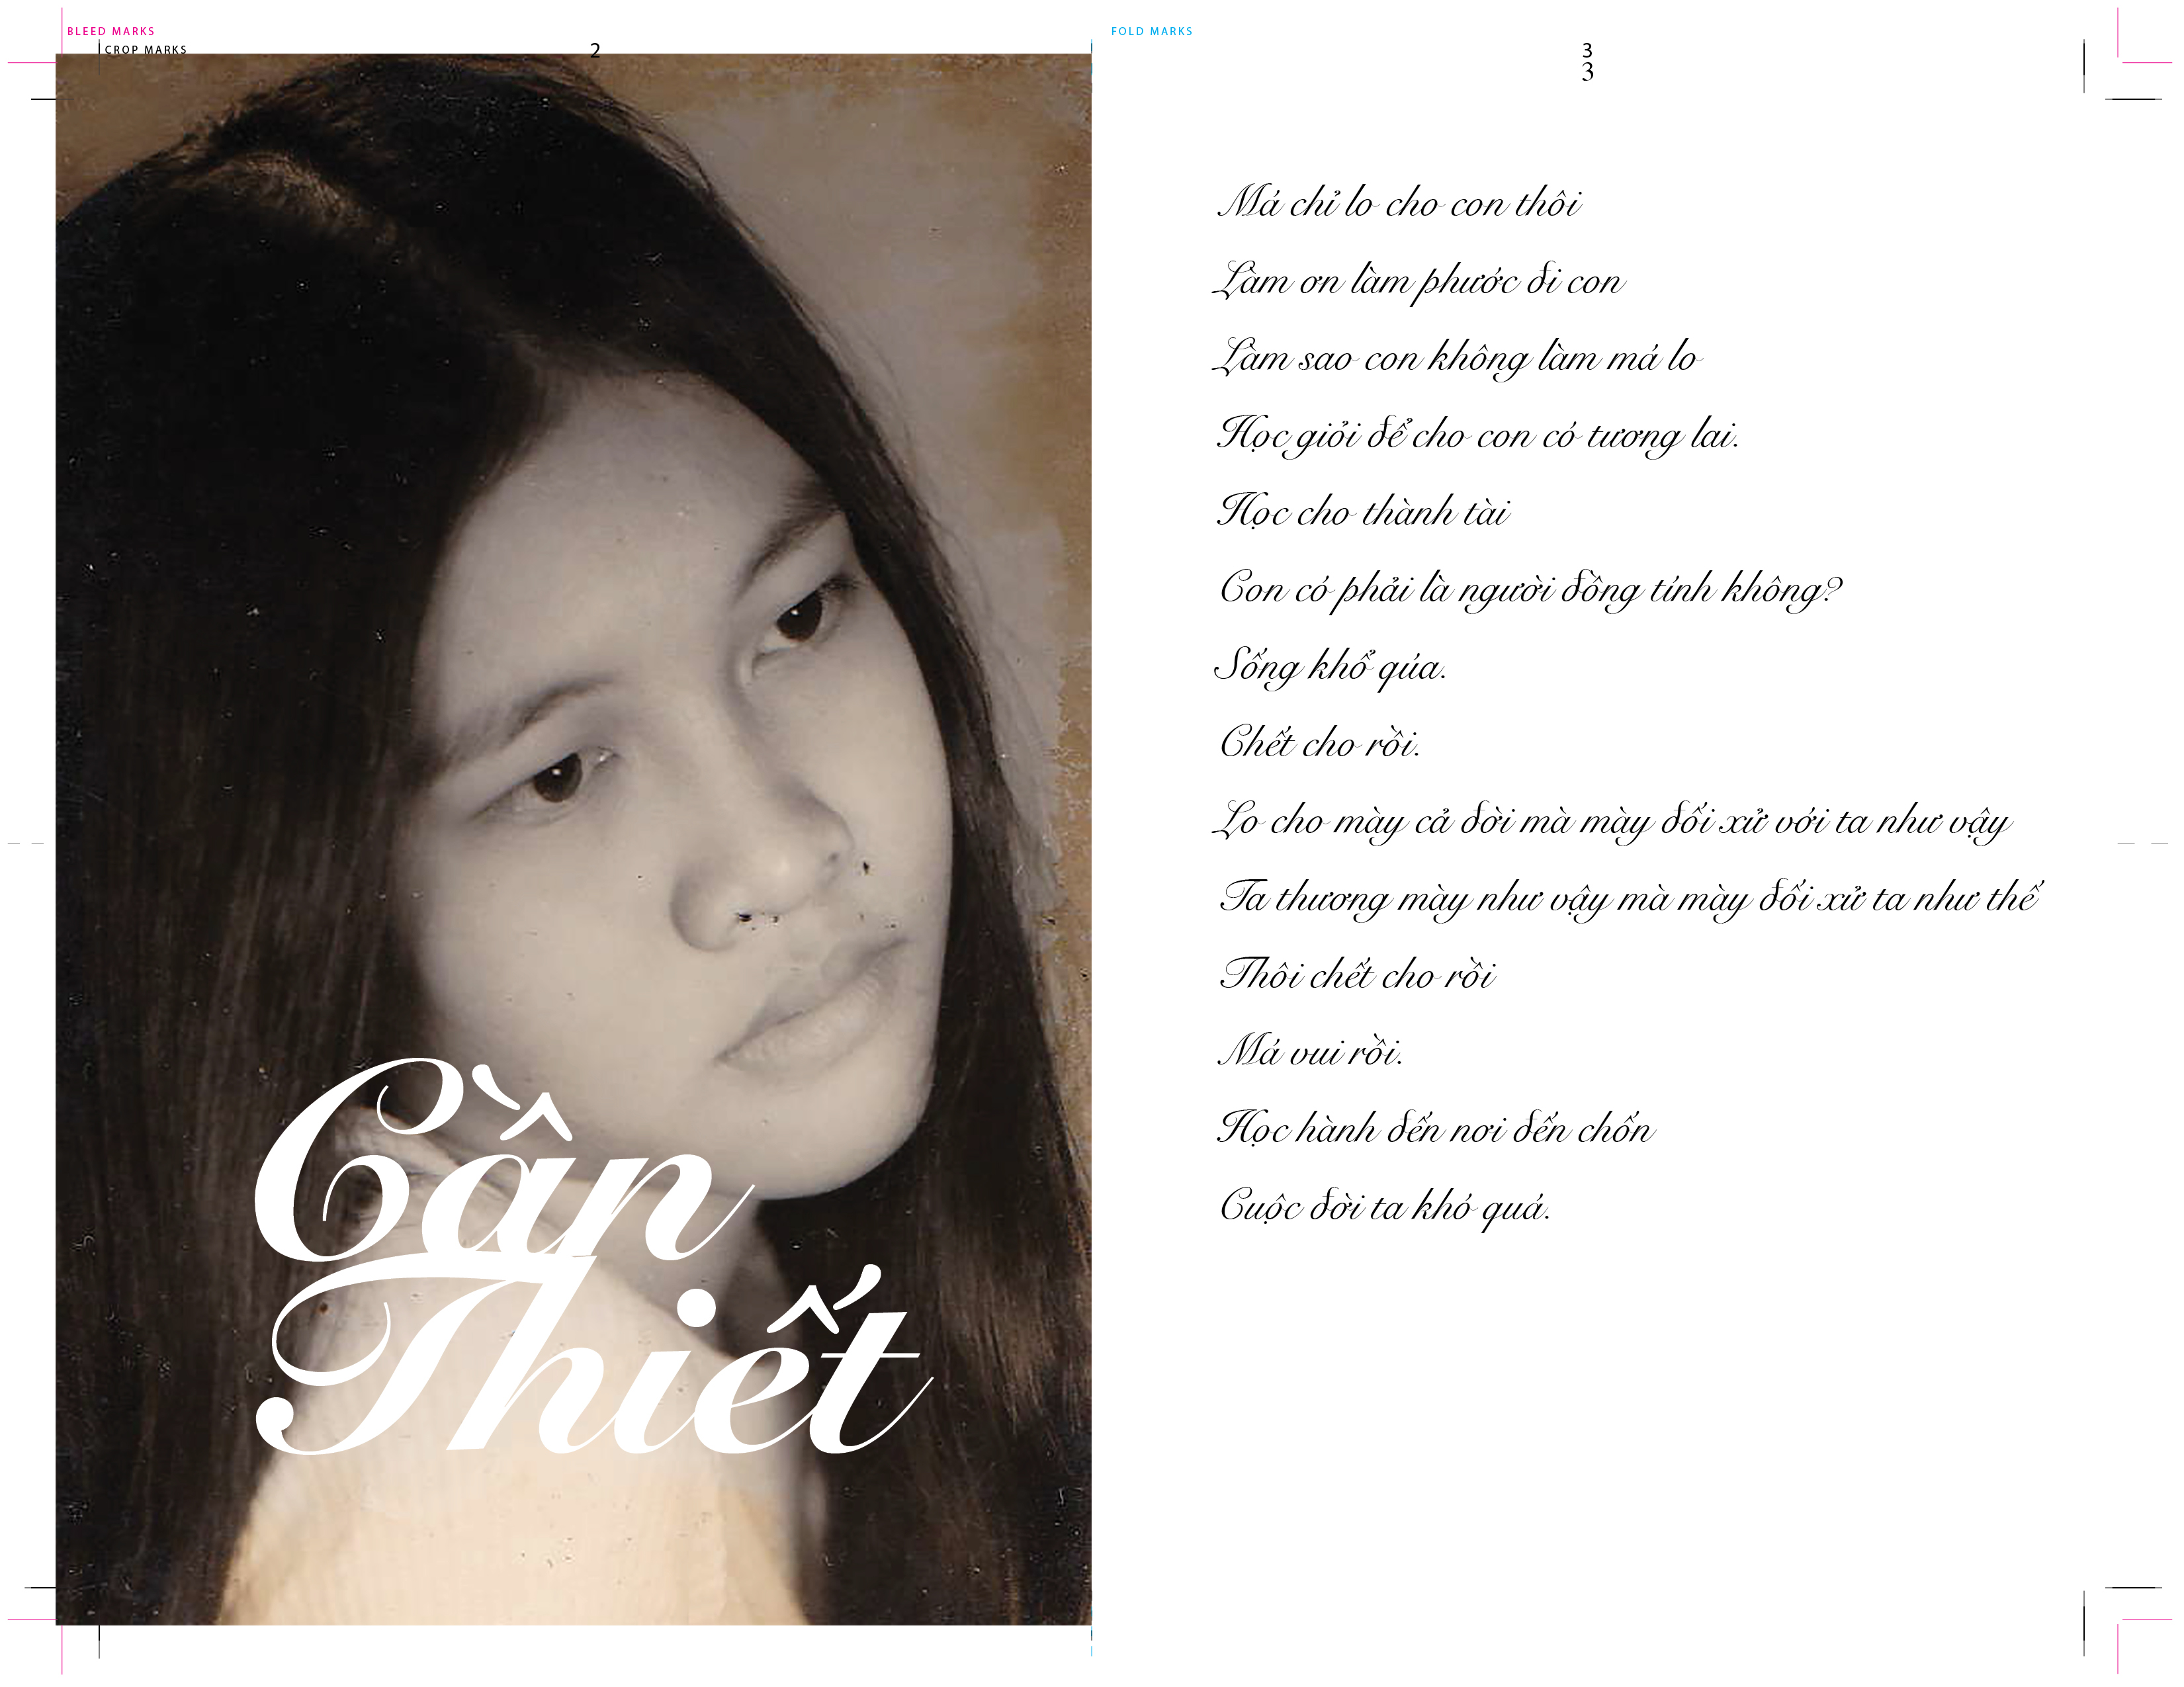 BLEED MARKS
CROP MARKS
2
FOLD MARKS
3
3
Cần
Thiết
Má chỉ lo cho con thôi
Làm ơn làm phước đi con
Làm sao con không làm má lo
Học giỏi để cho con có tương lai.
Học cho thành tài
Con có phải là người đồng tính không?
Sống khổ qúa.
Chết cho rồi.
Lo cho mày cả đời mà mày đối xử với ta như vậy
Ta thương mày như vậy mà mày đối xử ta như thế
Thôi chết cho rồi
Má vui rồi.
Học hành đến nơi đến chốn
Cuộc đời ta khó quá.